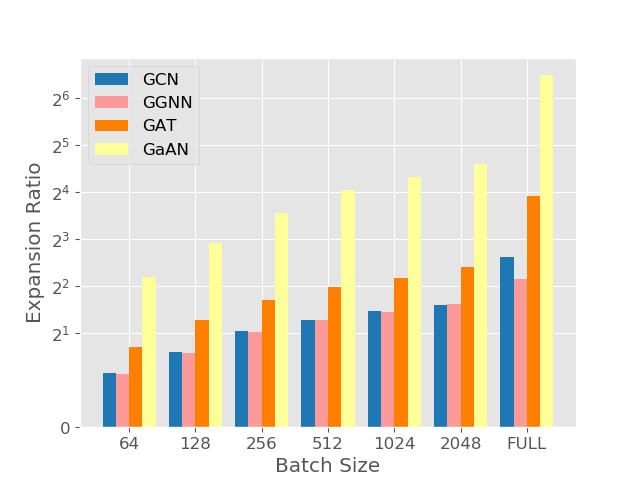 GCN
GGNN
GAT
GaAN
2^6
2^5
2^4
2^3
2^2
2^1
0
Expansion Ratio
64 128 256 512 1024 2048 FULL
Batch Size